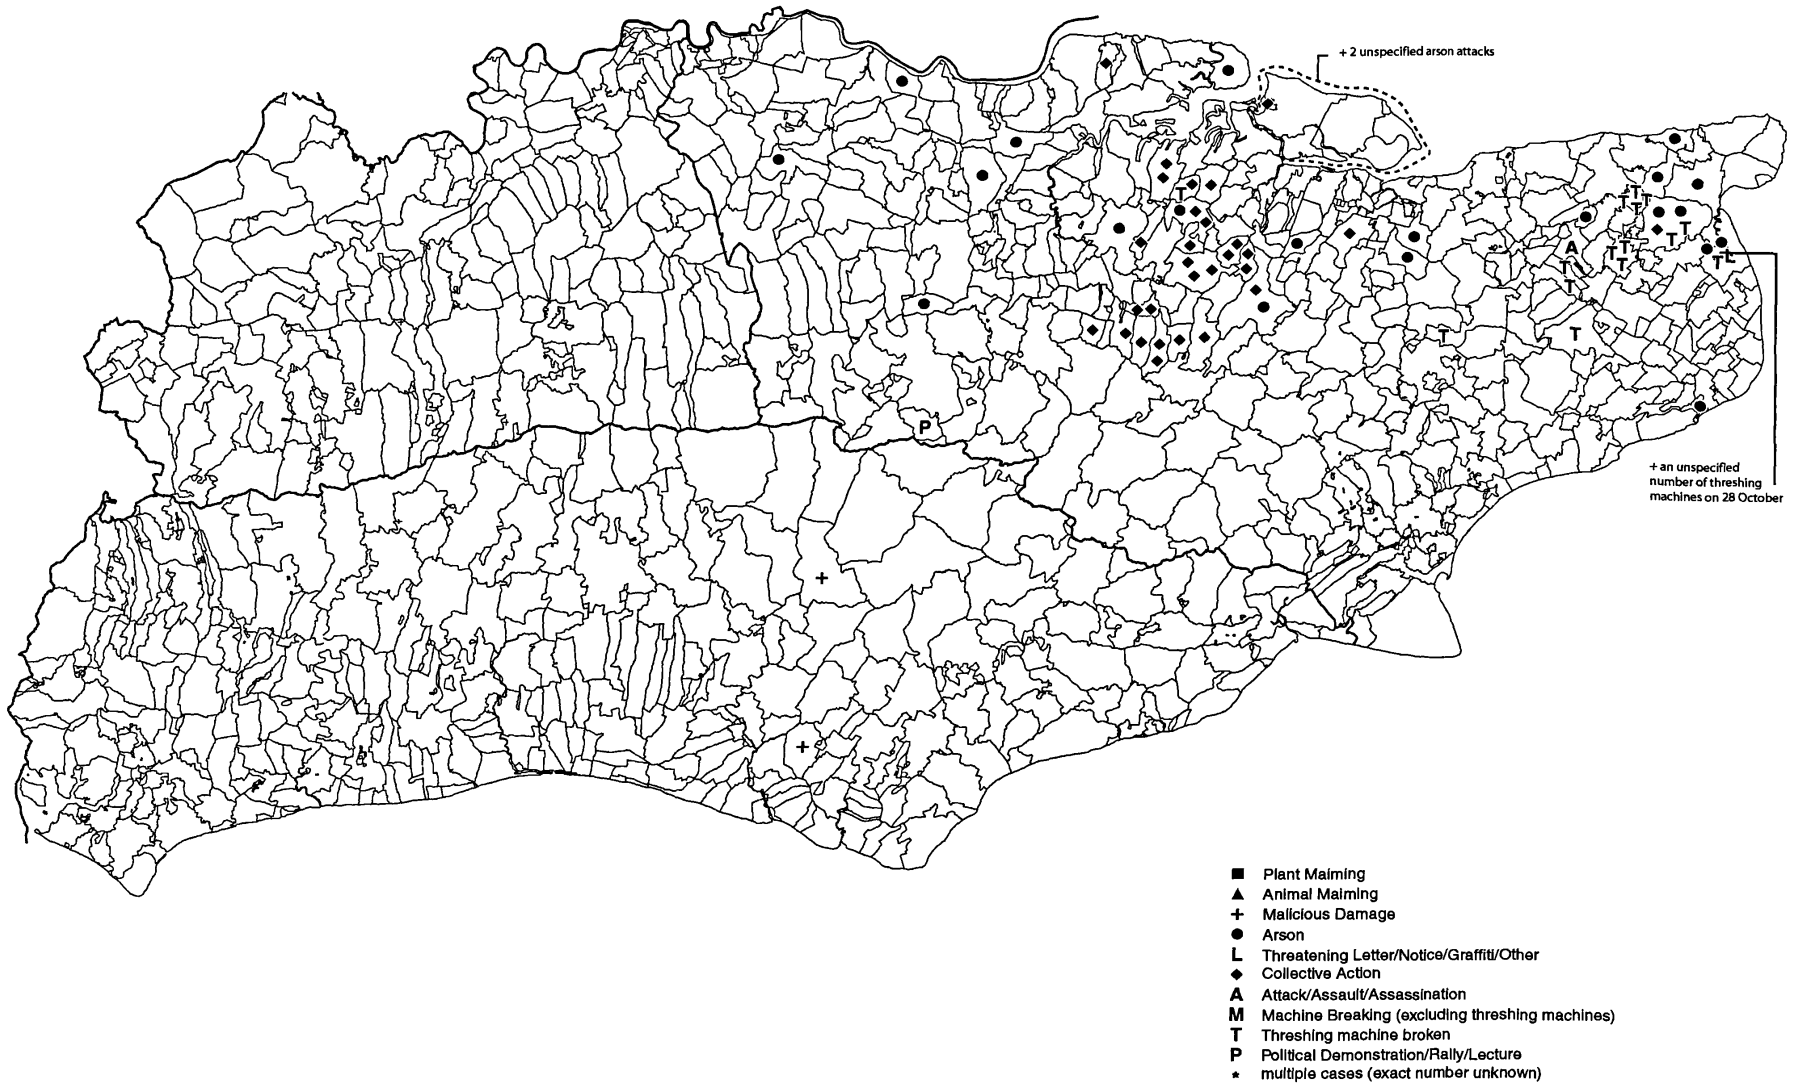 + 2 unspecified arson attacks
T
T T
T
T
T
A
T
T T
T
T
T L
T
T
T
P
+ an unspecified
number of threshing
machines on 28 October
Plant Maiming
Animal Maiming
Malicious Damage
Arson
L Threatening Letter/Notice/Graffiti/Other
Collective Action
A Attack/Assault/Assassination
M Machine Breaking (excluding threshing machines)
T Threshing machine broken
P Political Demonstration/Rally/Lecture
* multiple cases (exact number unknown)